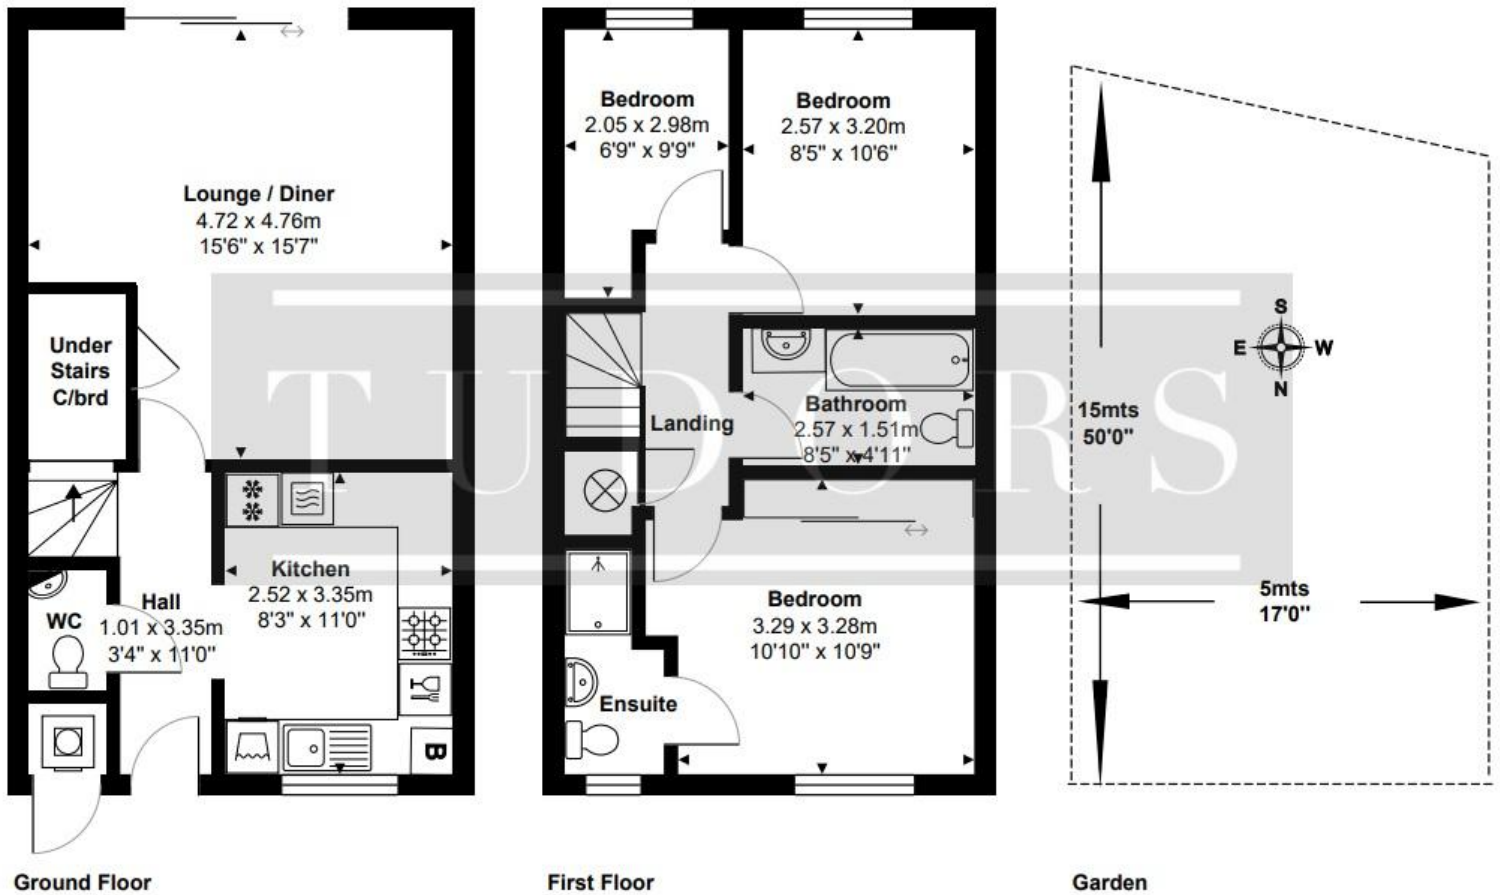 Lounge / Diner
4.72 x 4.76m
15'6" x 15'7"
Under
Stairs
C/brd
Kitchen
2.52 x 3.35m
8'3" x 11'0"
Hall
1.01 x 3.35m
3'4" x 11'0"
WC
B
Ground Floor
Bedroom
2.05 x 2.98m
6'9" x 9'9"
Bedroom
2.57 x 3.20m
8'5" x 10'6"
Landing
Bathroom
2.57 x 1.51m
8'5" x 4'11"
Bedroom
3.29 x 3.28m
10'10" x 10'9"
Ensuite
First Floor
S
E W
N
15mts
50'0"
5mts
17'0"
Garden
TUDORS